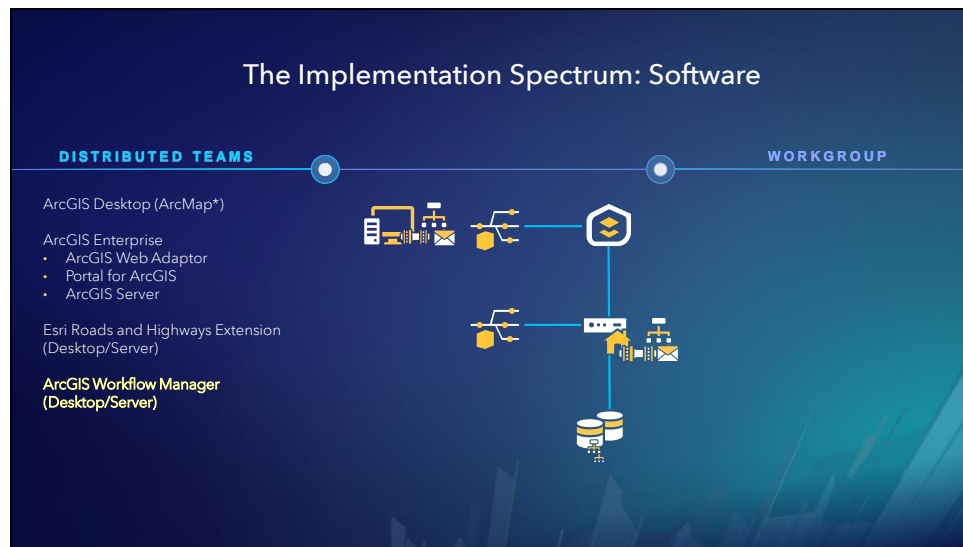 The Implementation Spectrum: Software
DISTRIBUTED TEAMS
WORKGROUP
ArcGIS Desktop (ArcMap*)
ArcGIS Enterprise
• ArcGIS Web Adaptor
• Portal for ArcGIS
• ArcGIS Server
Esri Roads and Highways Extension
(Desktop/Server)
ArcGIS Workflow Manager
(Desktop/Server)